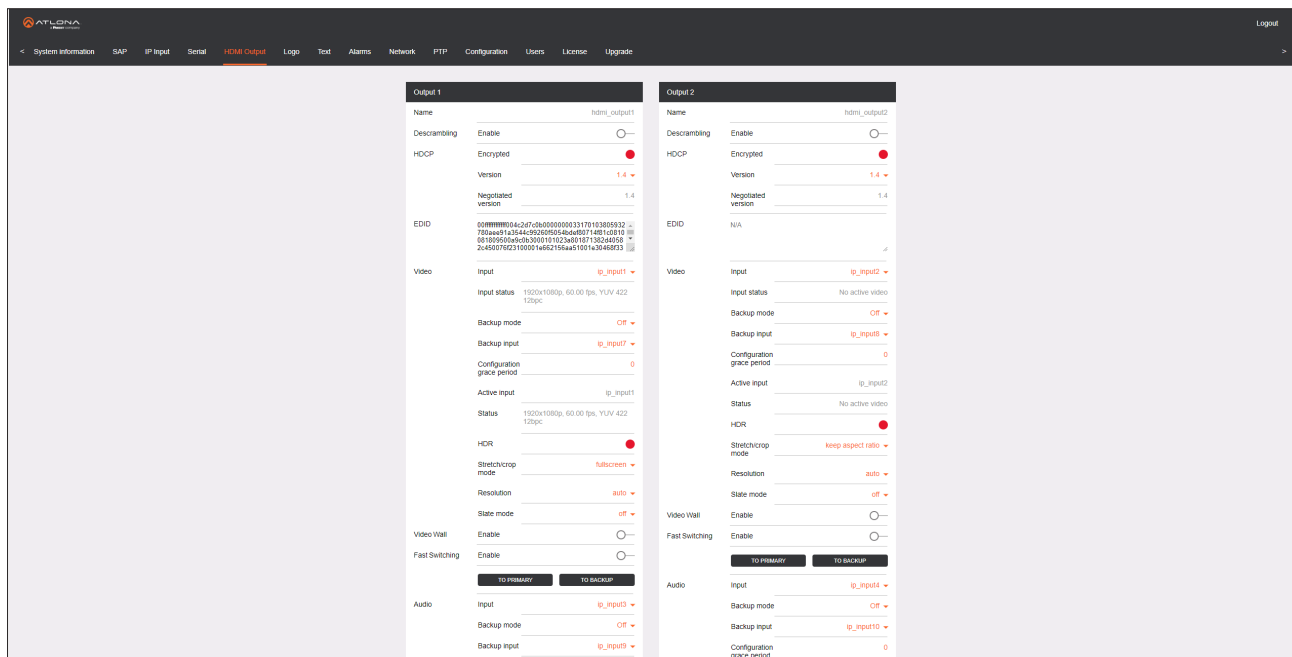 ATLONA
Logout
< System information SAP IP Input Serial HDMI Output Logo Text Alarms Network PTP Configuration Users License Upgrade >
Output 1
Name hdmi_output1
Descrambling Enable
HDCP Encrypted
Version 1.4
Negotiated version 1.4
EDID
Video Input ip_input1
Input status 1920x1080p, 60.00 fps, YUV 422 12bpc
Backup mode Off
Backup input ip_input7
Configuration grace period 0
Active input ip_input1
Status 1920x1080p, 60.00 fps, YUV 422 12bpc
HDR
Stretch/crop mode fullscreen
Resolution auto
Slate mode off
Video Wall Enable
Fast Switching Enable
TO PRIMARY TO BACKUP
Audio Input ip_input3
Backup mode Off
Backup input ip_input9
Output 2
Name hdmi_output2
Descrambling Enable
HDCP Encrypted
Version 1.4
Negotiated version 1.4
EDID N/A
Video Input ip_input2
Input status No active video
Backup mode Off
Backup input ip_input8
Configuration grace period 0
Active input ip_input2
Status No active video
HDR
Stretch/crop mode keep aspect ratio
Resolution auto
Slate mode off
Video Wall Enable
Fast Switching Enable
TO PRIMARY TO BACKUP
Audio Input ip_input4
Backup mode Off
Backup input ip_input10
Configuration grace period 0